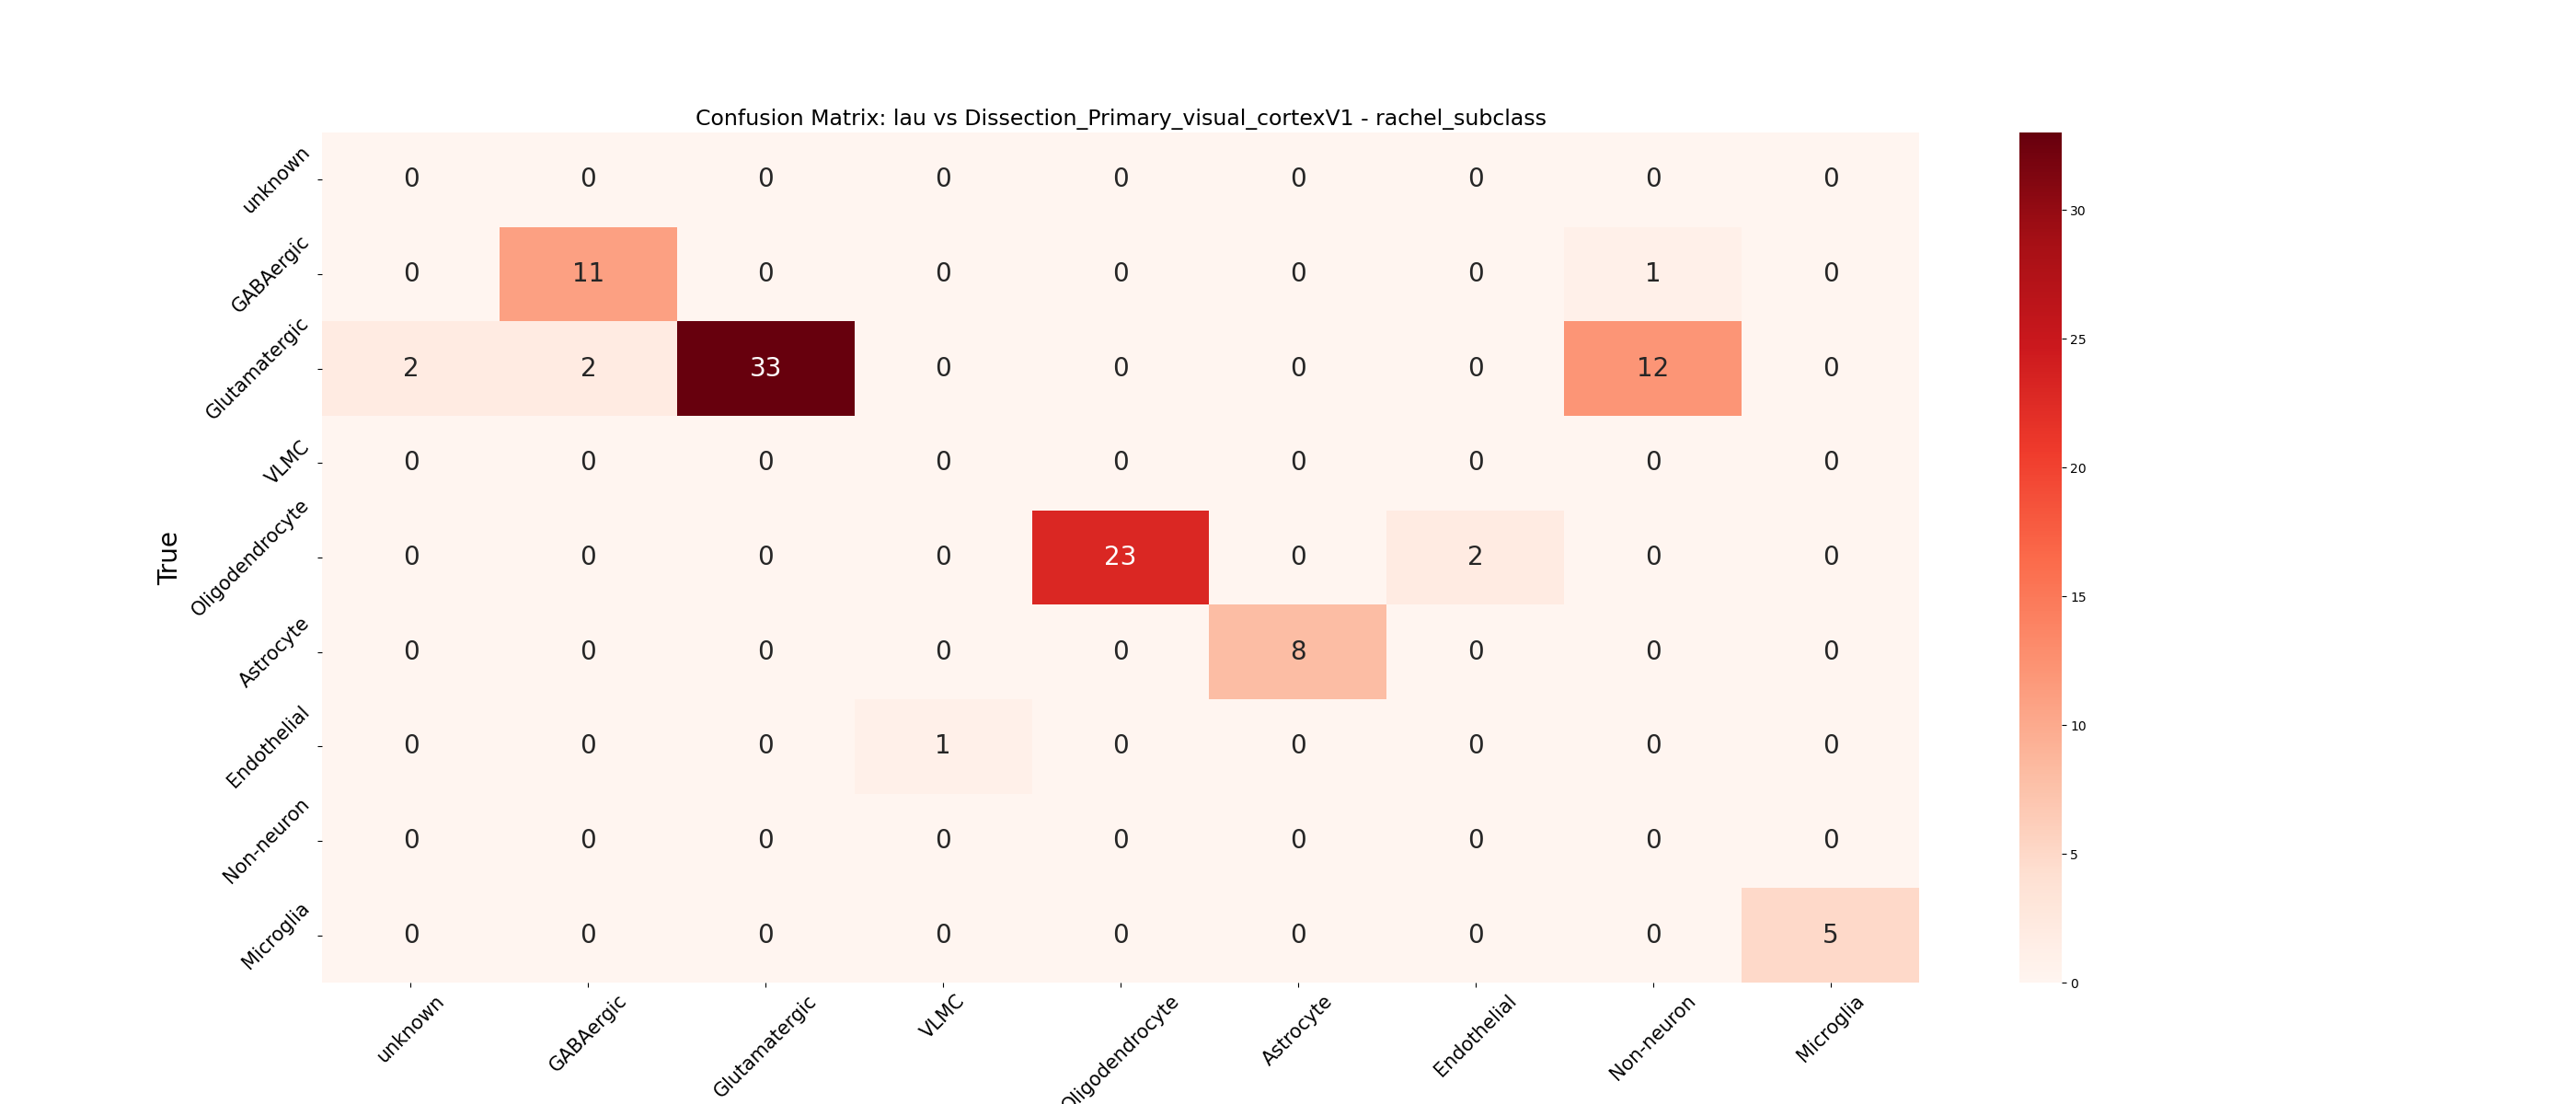 Confusion Matrix: lau vs Dissection_Primary_visual_cortexV1 - rachel_subclass
True
unknown 0 0 0 0 0 0 0 0 0
GABAergic 0 11 0 0 0 0 0 1 0
Glutamatergic 2 2 33 0 0 0 0 12 0
VLMC 0 0 0 0 0 0 0 0 0
Oligodendrocyte 0 0 0 0 23 0 2 0 0
Astrocyte 0 0 0 0 0 8 0 0 0
Endothelial 0 0 0 1 0 0 0 0 0
Non-neuron 0 0 0 0 0 0 0 0 0
Microglia 0 0 0 0 0 0 0 0 5
unknown GABAergic Glutamatergic VLMC Oligodendrocyte Astrocyte Endothelial Non-neuron Microglia
30
25
20
15
10
5
0